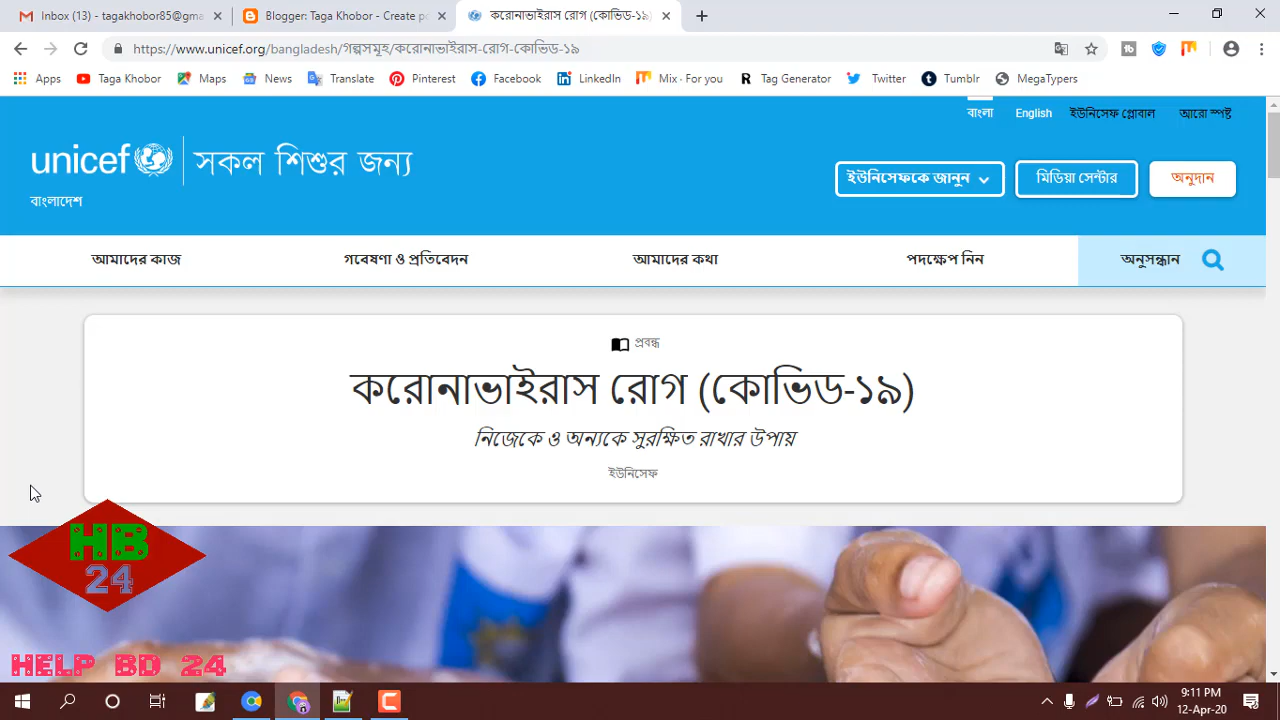 Inbox (13) - tagakhobor85@gma
Blogger: Taga Khobor - Create po
করোনাভাইরাস রোগ (কোভিড-১৯)
https://www.unicef.org/bangladesh/গল্পসমূহ/করোনাভাইরাস-রোগ-কোভিড-১৯
Apps
Taga Khobor
Maps
News
Translate
Pinterest
Facebook
LinkedIn
Mix · For you
Tag Generator
Twitter
Tumblr
MegaTypers
বাংলা
English
ইউনিসেফ গ্লোবাল
আরো স্পষ্ট
unicef
সকল শিশুর জন্য
বাংলাদেশ
ইউনিসেফকে জানুন
মিডিয়া সেন্টার
অনুদান
আমাদের কাজ
গবেষণা ও প্রতিবেদন
আমাদের কথা
পদক্ষেপ নিন
অনুসন্ধান
প্রবন্ধ
করোনাভাইরাস রোগ (কোভিড-১৯)
নিজেকে ও অন্যকে সুরক্ষিত রাখার উপায়
ইউনিসেফ
HB
24
HELP BD 24
9:11 PM
12-Apr-20